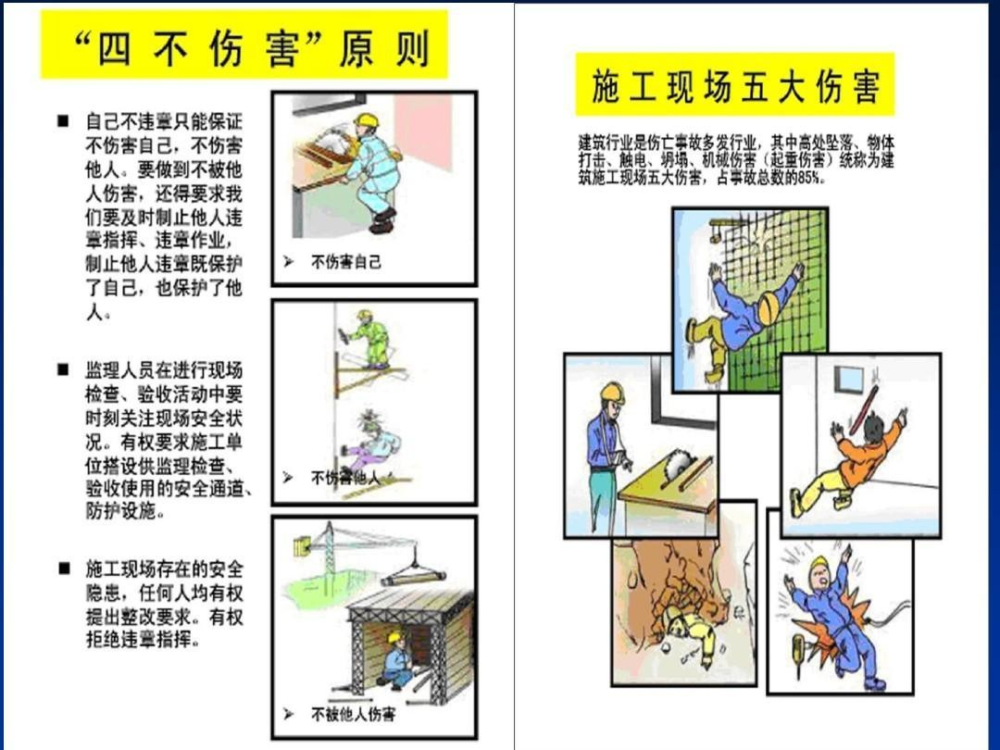 “四不伤害”原则
■ 自己不违章只能保证
不伤害自己，不伤害
他人。要做到不被他
人伤害，还得要求我
们要及时制止他人违
章指挥、违章作业，
制止他人违章既保护
了自己，也保护了他
人。
■ 监理人员在进行现场
检查、验收活动中要
时刻关注现场安全状
况。有权要求施工单
位搭设供监理检查、
验收使用的安全通道、
防护设施。
■ 施工现场存在的安全
隐患，任何人均有权
提出整改要求。有权
拒绝违章指挥。
➢ 不伤害自己
➢ 不伤害他人
➢ 不被他人伤害
施工现场五大伤害
建筑行业是伤亡事故多发行业，其中高处坠落、物体
打击、触电、坍塌、机械伤害（起重伤害）统称为建
筑施工现场五大伤害，占事故总数的85%。